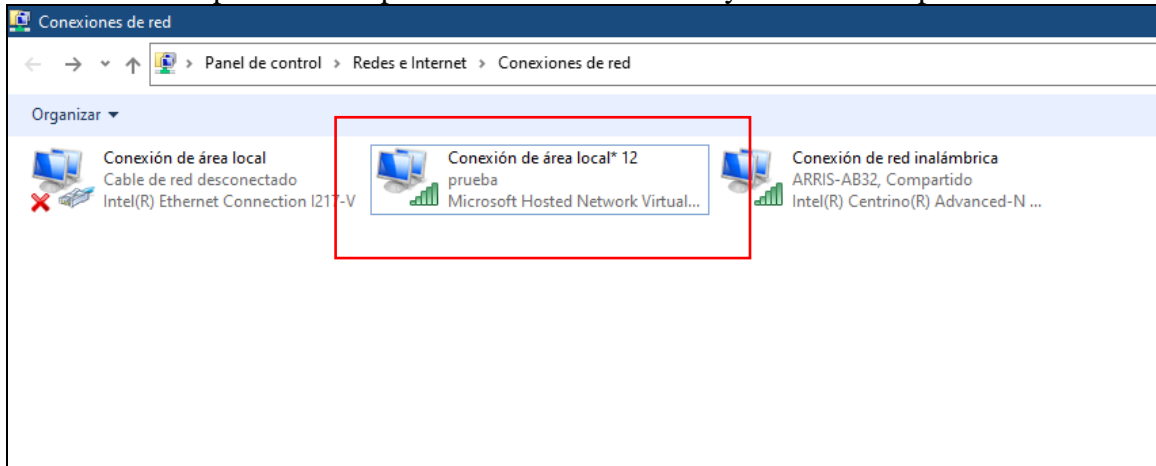 Conexiones de red
Panel de control > Redes e Internet > Conexiones de red
Organizar
Conexión de área local
Cable de red desconectado
Intel(R) Ethernet Connection I217-V
Conexión de área local* 12
prueba
Microsoft Hosted Network Virtual...
Conexión de red inalámbrica
ARRIS-AB32, Compartido
Intel(R) Centrino(R) Advanced-N ...